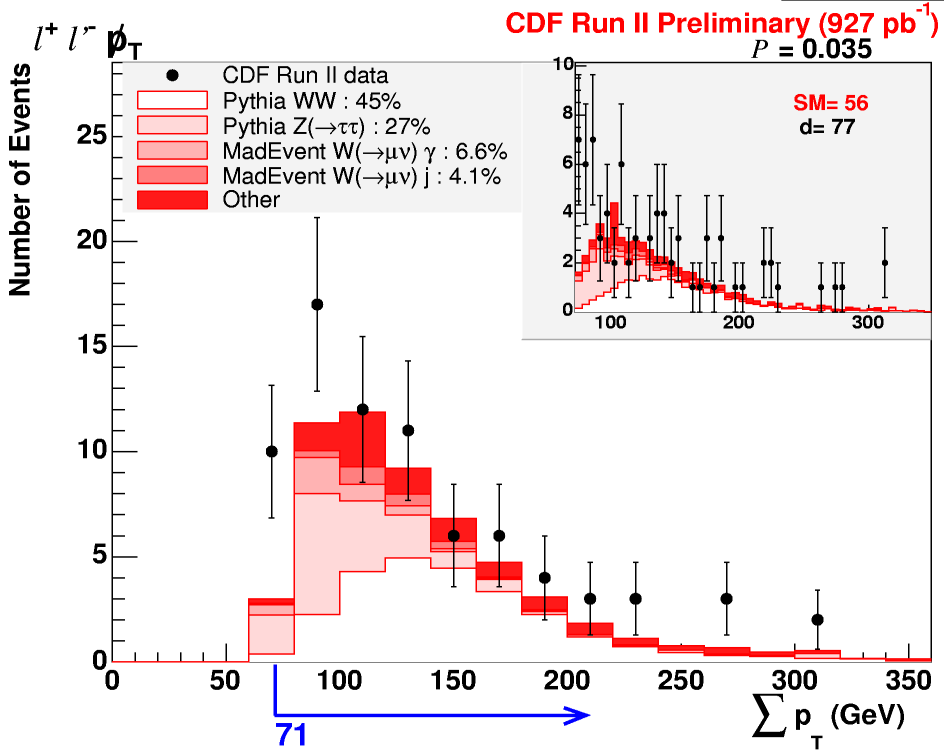 CDF Run II Preliminary (927 pb⁻¹)
l⁺ l'⁻ p̸T
P = 0.035
Number of Events
CDF Run II data
Pythia WW : 45%
Pythia Z(→ττ) : 27%
MadEvent W(→μν) γ : 6.6%
MadEvent W(→μν) j : 4.1%
Other
SM= 56
d= 77
10
8
6
4
2
0
100 200 300
25
20
15
10
5
0
0 50 100 150 200 250 300 350
71
∑ pT (GeV)